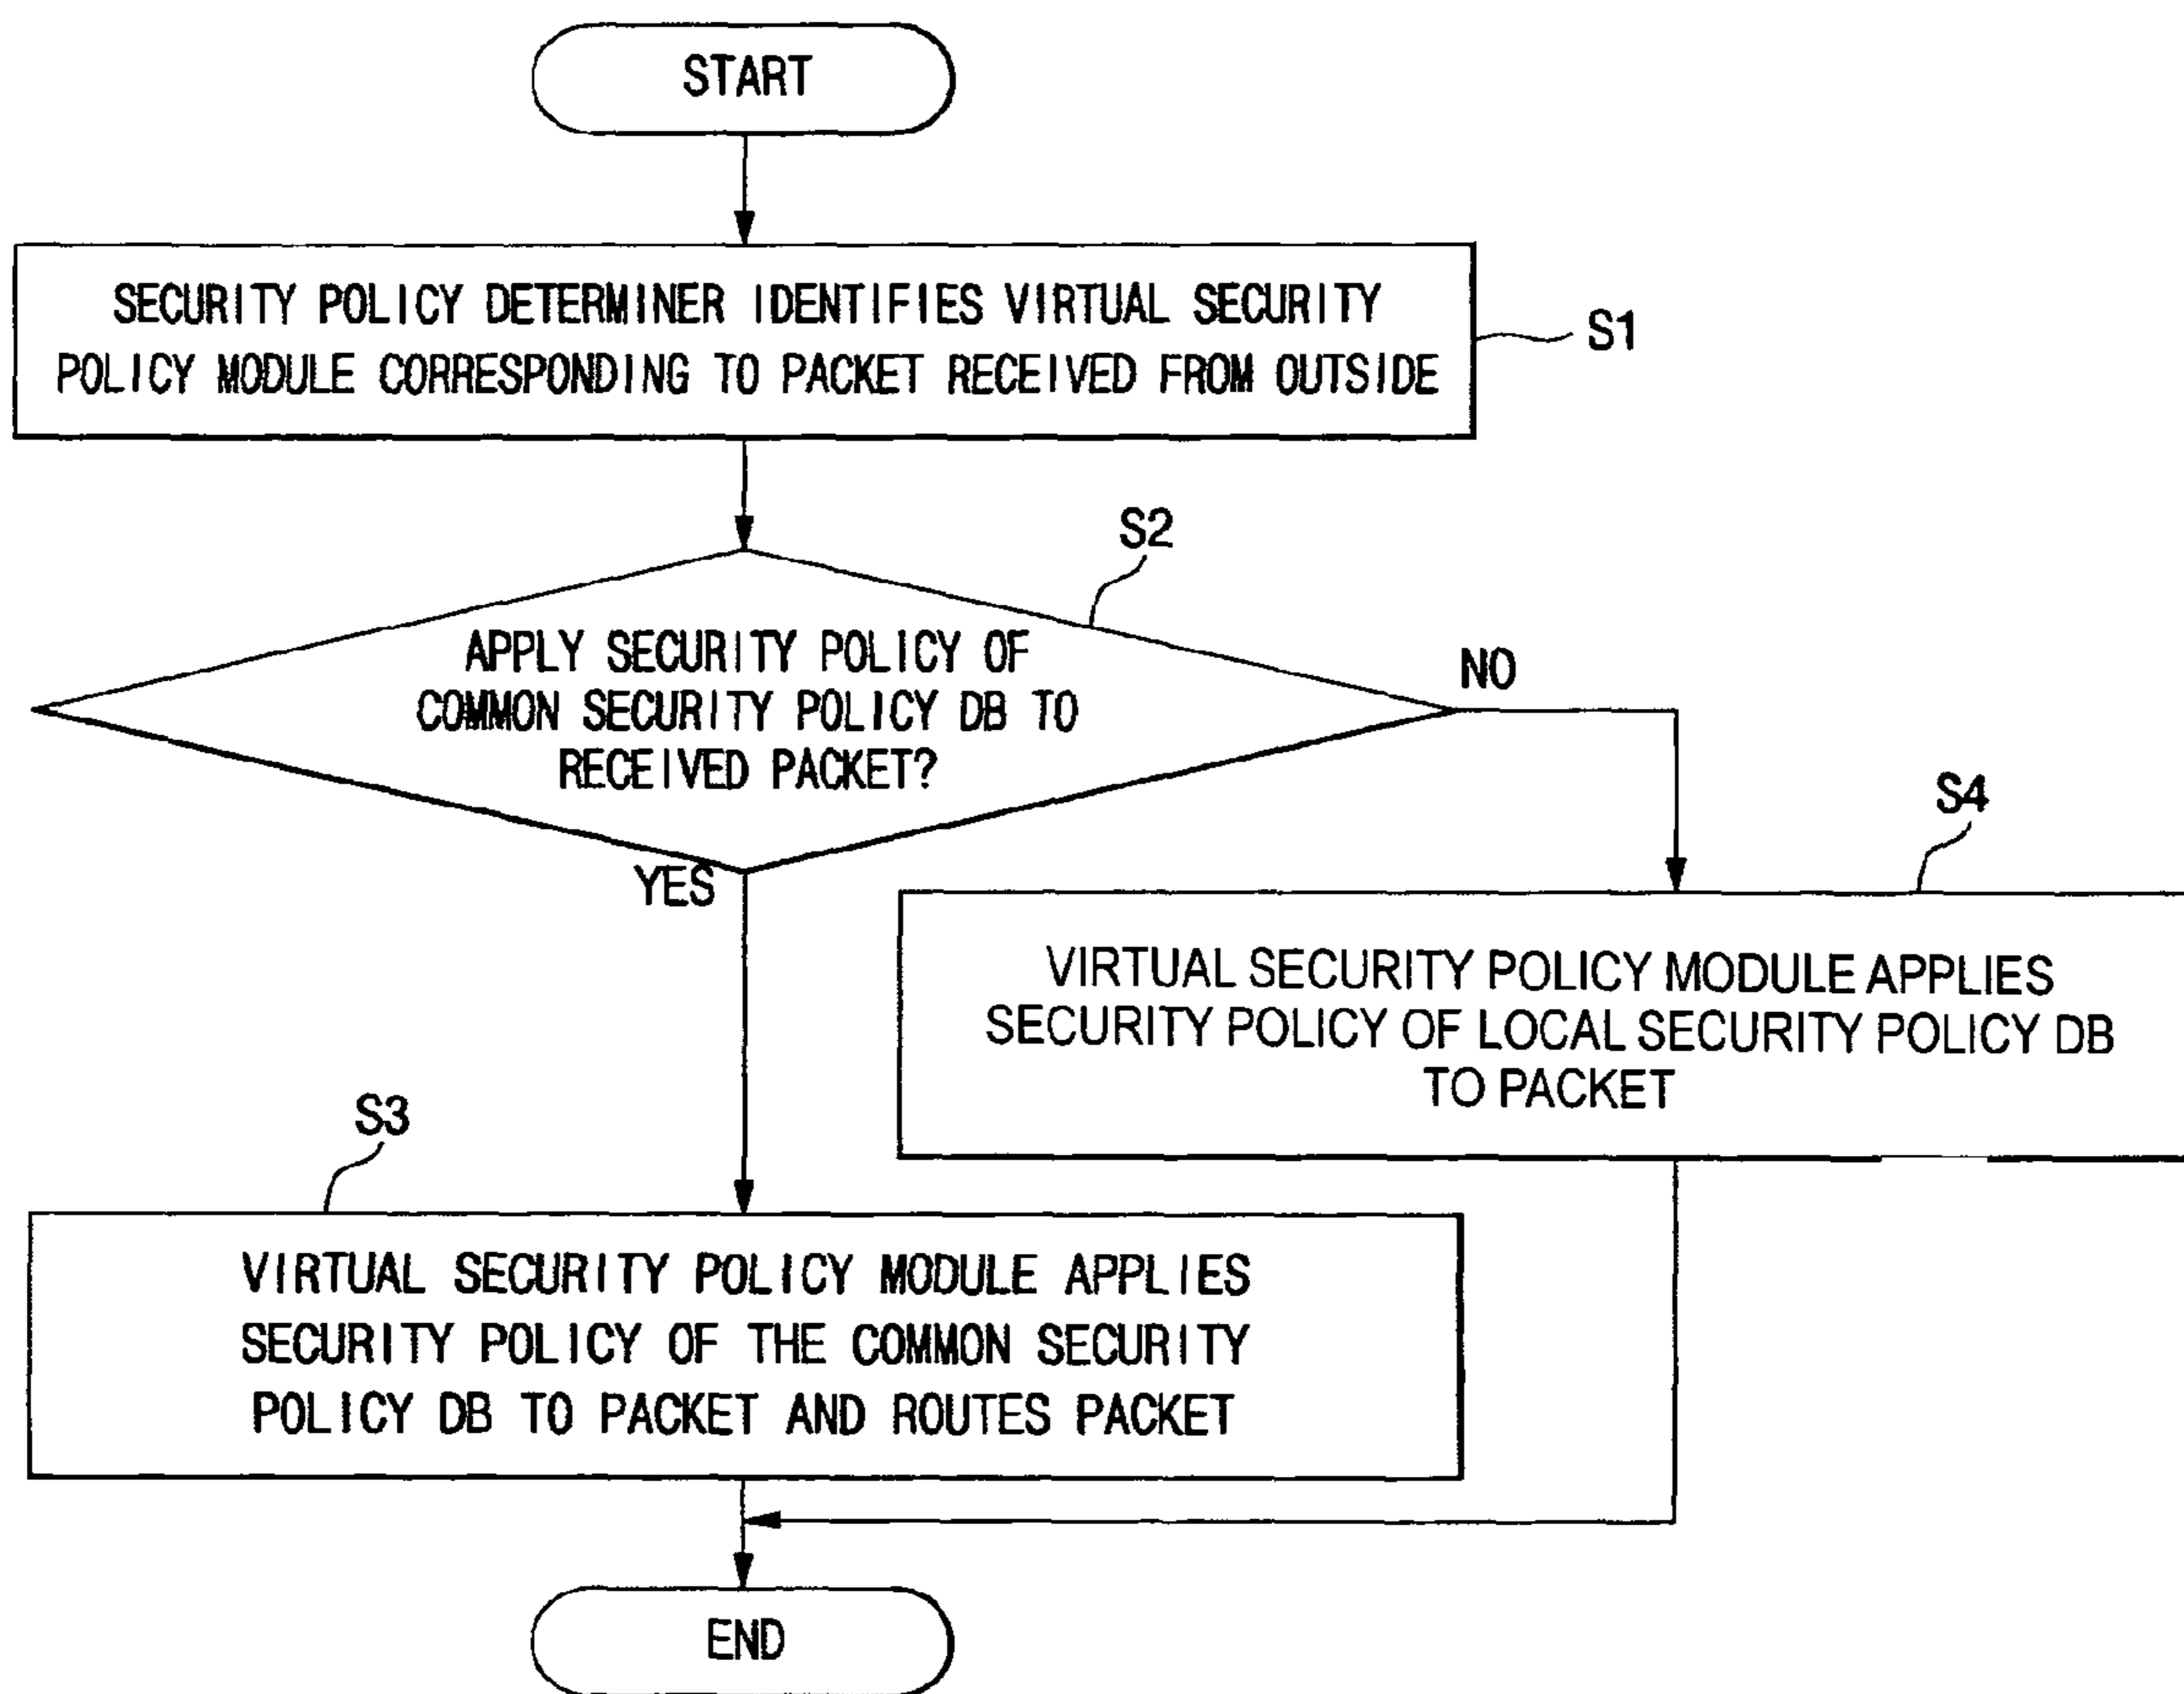 START
SECURITY POLICY DETERMINER IDENTIFIES VIRTUAL SECURITY
POLICY MODULE CORRESPONDING TO PACKET RECEIVED FROM OUTSIDE
S1
S2
APPLY SECURITY POLICY OF
COMMON SECURITY POLICY DB TO
RECEIVED PACKET?
NO
YES
S4
VIRTUAL SECURITY POLICY MODULE APPLIES
SECURITY POLICY OF LOCAL SECURITY POLICY DB
TO PACKET
S3
VIRTUAL SECURITY POLICY MODULE APPLIES
SECURITY POLICY OF THE COMMON SECURITY
POLICY DB TO PACKET AND ROUTES PACKET
END